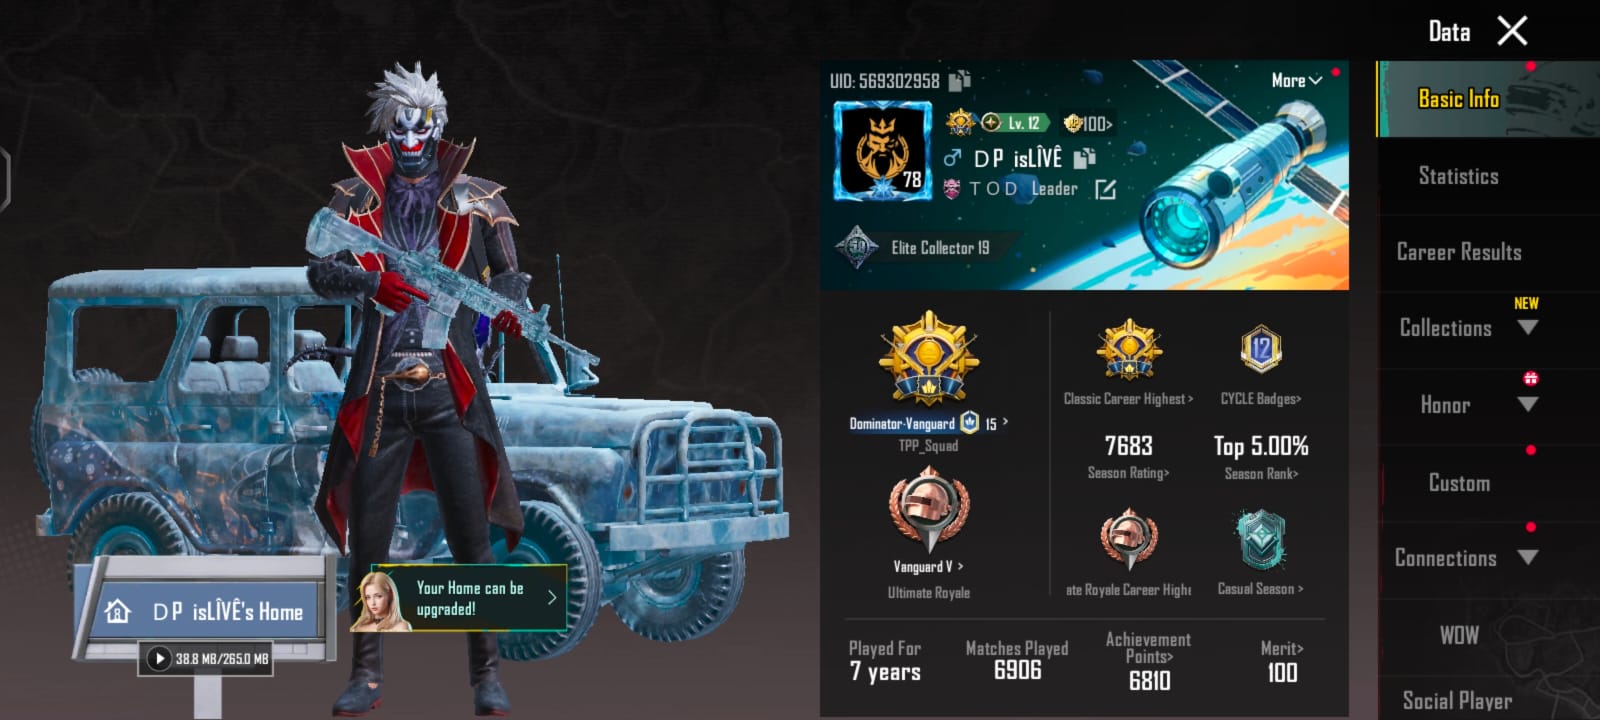 Data
UID: 569302958
More
Lv. 12
100>
78
D P isLÎVÊ
T O D Leader
Elite Collector 19
Dominator-Vanguard 15 >
TPP_Squad
Vanguard V >
Ultimate Royale
Classic Career Highest >
12
CYCLE Badges>
7683
Season Rating>
Top 5.00%
Season Rank>
ate Royale Career High
Casual Season >
Played For
7 years
Matches Played
6906
Achievement
Points>
6810
Merit>
100
Basic Info
Statistics
Career Results
NEW
Collections
Honor
Custom
Connections
WOW
Social Player
D P isLÎVÊ's Home
38.8 MB/265.0 MB
Your Home can be
upgraded!